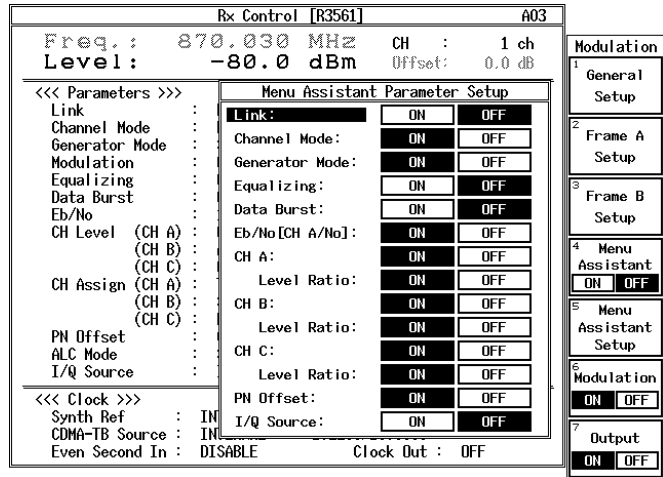 Rx Control [R3561] A03
Freq.: 870.030 MHz CH : 1 ch
Level: -80.0 dBm Offset: 0.0 dB
<<< Parameters >>>
Link :
Channel Mode :
Generator Mode :
Modulation :
Equalizing :
Data Burst :
Eb/No :
CH Level (CH A) :
(CH B) :
(CH C) :
CH Assign (CH A) :
(CH B) :
(CH C) :
PN Offset :
ALC Mode :
I/Q Source :
<<< Clock >>>
Synth Ref :
CDMA-TB Source :
Even Second In : DISABLE Clock Out : OFF
Menu Assistant Parameter Setup
Link: ON OFF
Channel Mode: ON OFF
Generator Mode: ON OFF
Equalizing: ON OFF
Data Burst: ON OFF
Eb/No[CH A/No]: ON OFF
CH A: ON OFF
Level Ratio: ON OFF
CH B: ON OFF
Level Ratio: ON OFF
CH C: ON OFF
Level Ratio: ON OFF
PN Offset: ON OFF
I/Q Source: ON OFF
Modulation
1 General
Setup
2 Frame A
Setup
3 Frame B
Setup
4 Menu
Assistant
ON OFF
5 Menu
Assistant
Setup
6
Modulation
ON OFF
7 Output
ON OFF